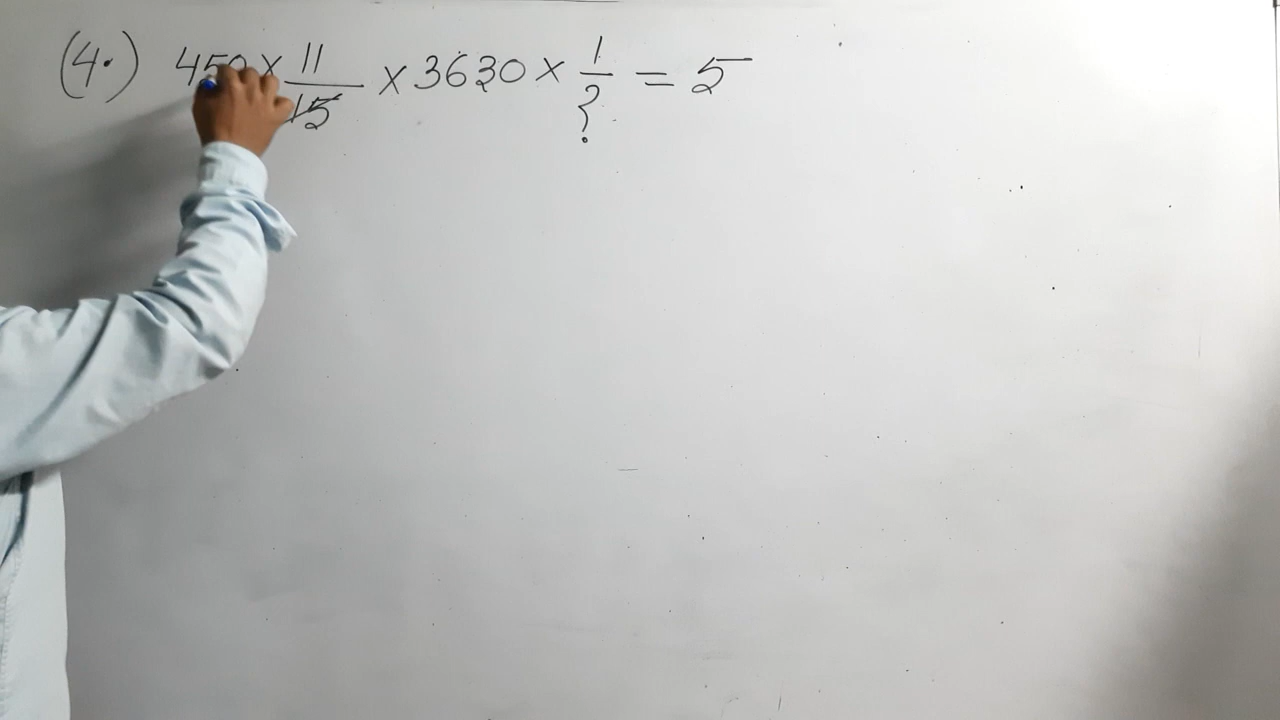 (4.) 450 × 11/15 × 3630 × 1/? = 5